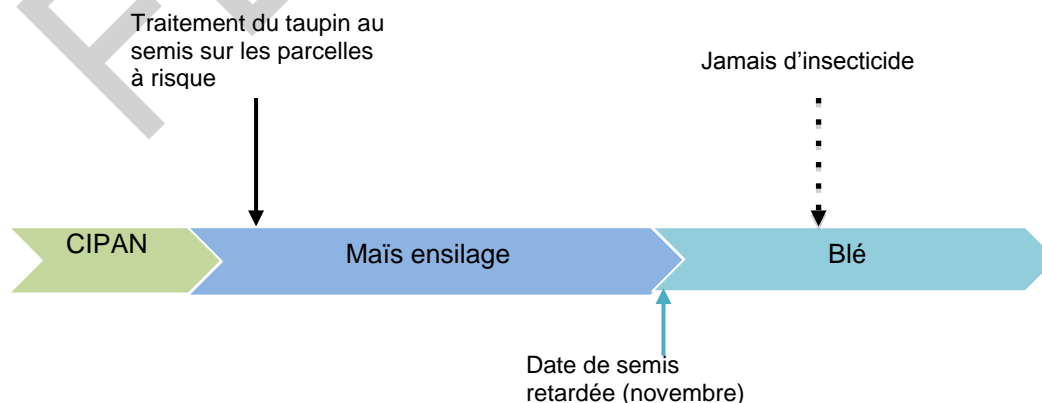 Traitement du taupin au
semis sur les parcelles
à risque
Jamais d’insecticide
CIPAN
Maïs ensilage
Blé
Date de semis
retardée (novembre)